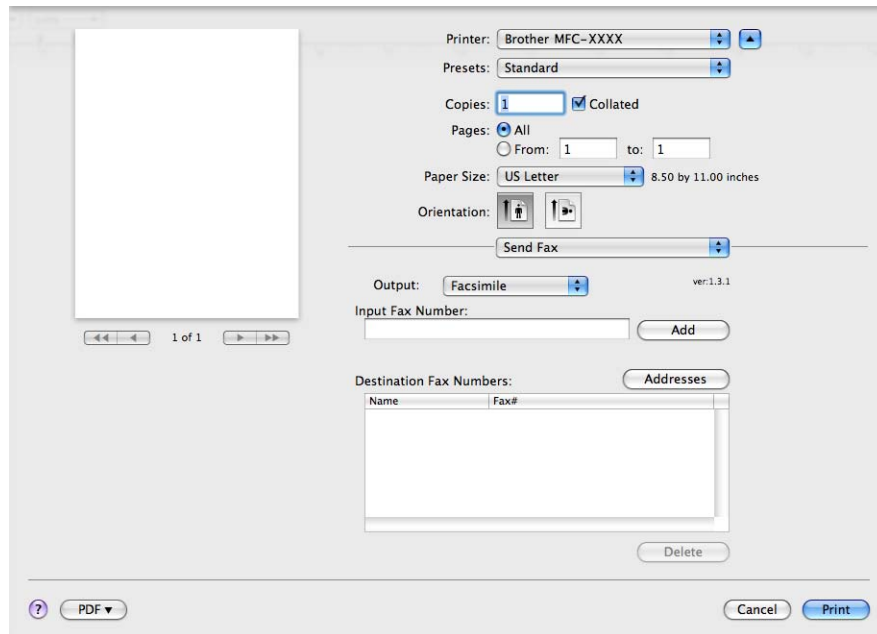 Printer: Brother MFC-XXXX
Presets: Standard
Copies: 1 Collated
Pages: All
From: 1 to: 1
Paper Size: US Letter 8.50 by 11.00 inches
Orientation:
Send Fax
Output: Facsimile ver:1.3.1
Input Fax Number:
Add
1 of 1
Destination Fax Numbers: Addresses
Name Fax#
Delete
? PDF▼ Cancel Print